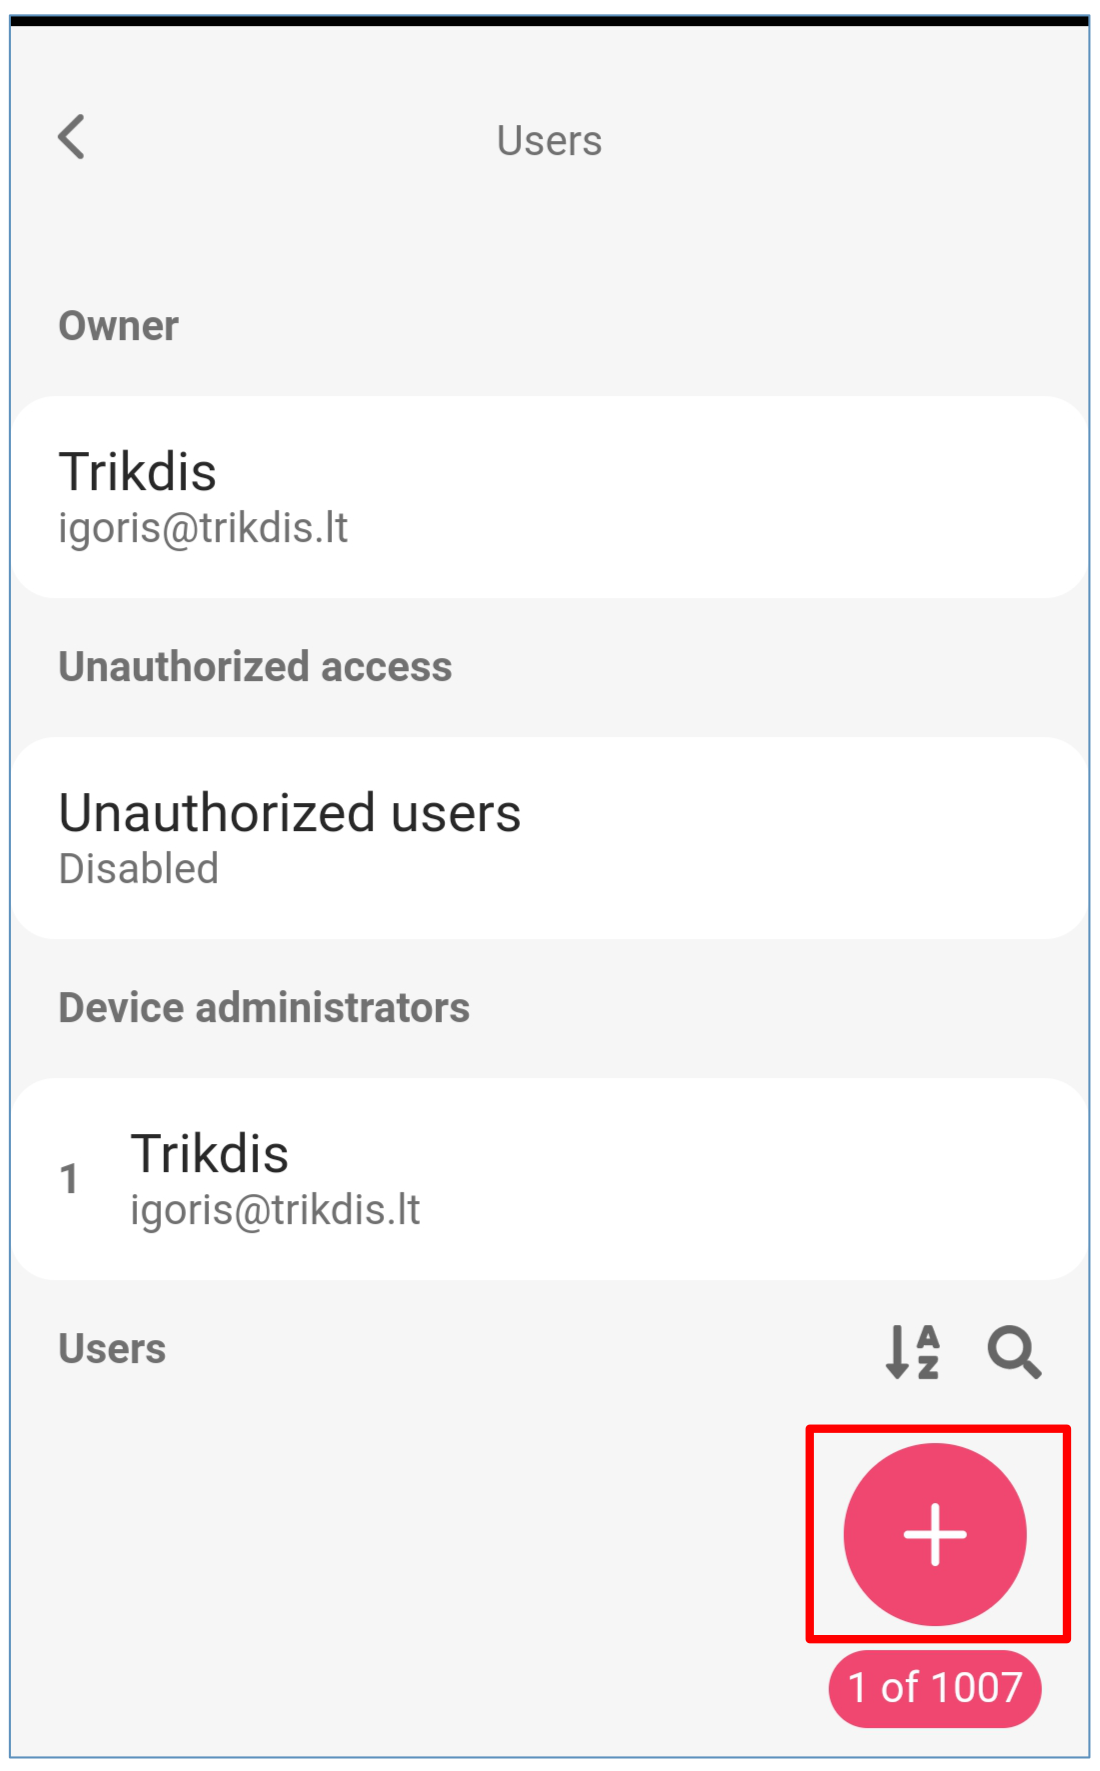 Users
Owner
Trikdis
igoris@trikdis.lt
Unauthorized access
Unauthorized users
Disabled
Device administrators
1
Trikdis
igoris@trikdis.lt
Users
A
Z
1 of 1007